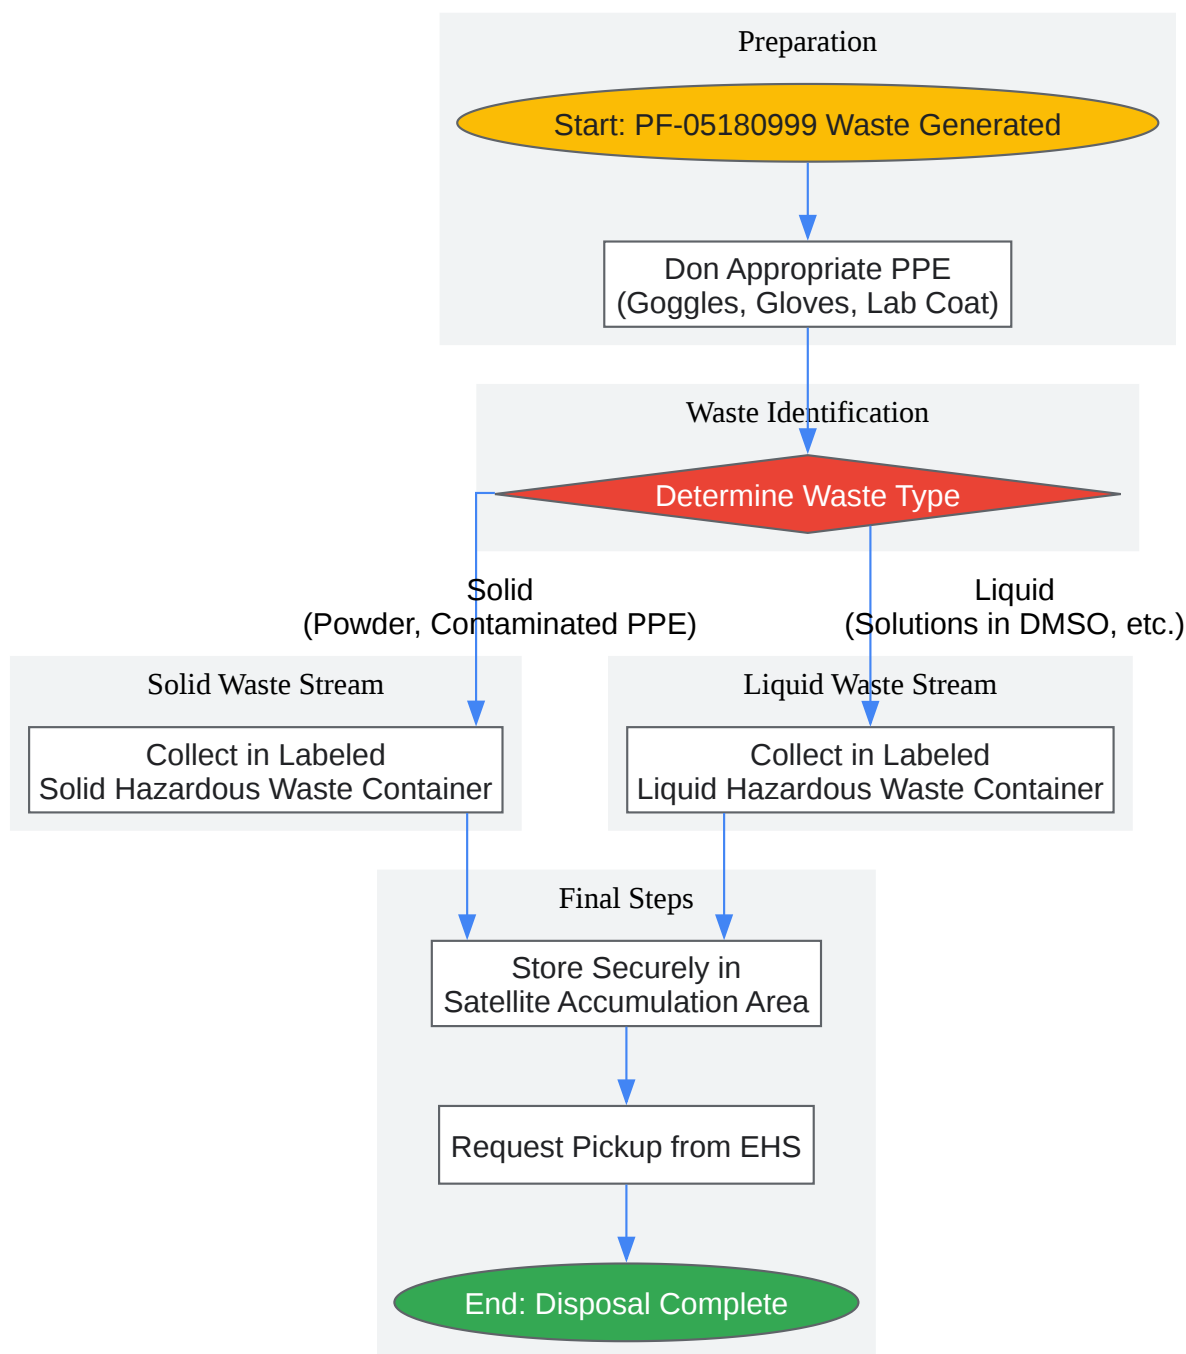 Preparation
Start: PF-05180999 Waste Generated
Don Appropriate PPE
(Goggles, Gloves, Lab Coat)
Waste Identification
Determine Waste Type
Solid
(Powder, Contaminated PPE)
Liquid
(Solutions in DMSO, etc.)
Solid Waste Stream
Collect in Labeled
Solid Hazardous Waste Container
Liquid Waste Stream
Collect in Labeled
Liquid Hazardous Waste Container
Final Steps
Store Securely in
Satellite Accumulation Area
Request Pickup from EHS
End: Disposal Complete